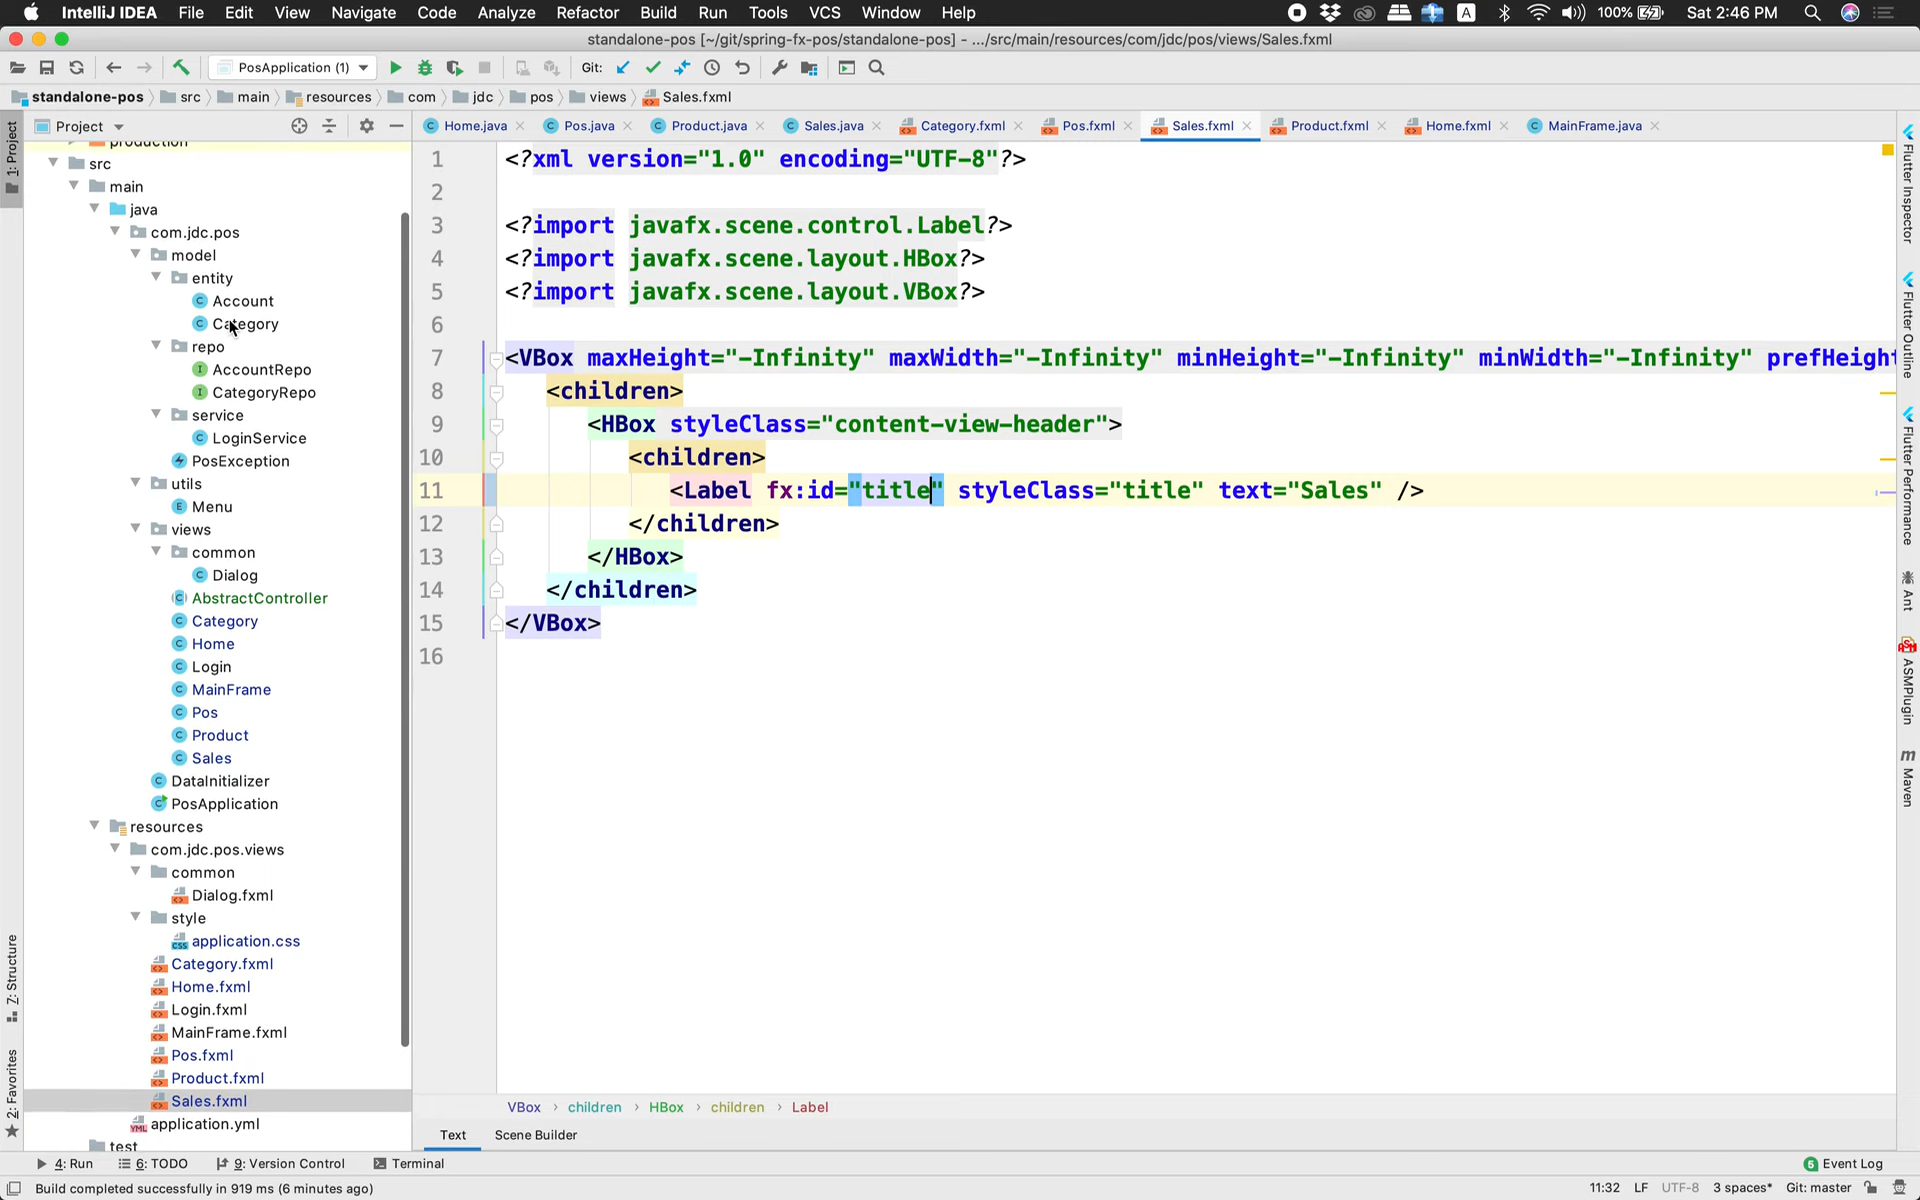 IntelliJ IDEA File Edit View Navigate Code Analyze Refactor Build Run Tools VCS Window Help A 100% Sat 2:46 PM
standalone-pos [~/git/spring-fx-pos/standalone-pos] - .../src/main/resources/com/jdc/pos/views/Sales.fxml
PosApplication (1) Git:
standalone-pos src main resources com jdc pos views Sales.fxml
Project
Home.java Pos.java Product.java Sales.java Category.fxml Pos.fxml Sales.fxml Product.fxml Home.fxml MainFrame.java
production
src
main
java
com.jdc.pos
model
entity
Account
Category
repo
AccountRepo
CategoryRepo
service
LoginService
PosException
utils
Menu
views
common
Dialog
AbstractController
Category
Home
Login
MainFrame
Pos
Product
Sales
DataInitializer
PosApplication
resources
com.jdc.pos.views
common
Dialog.fxml
style
application.css
Category.fxml
Home.fxml
Login.fxml
MainFrame.fxml
Pos.fxml
Product.fxml
Sales.fxml
application.yml
test
1: Project
7: Structure
2: Favorites
1 <?xml version="1.0" encoding="UTF-8"?>
2
3 <?import javafx.scene.control.Label?>
4 <?import javafx.scene.layout.HBox?>
5 <?import javafx.scene.layout.VBox?>
6
7 <VBox maxHeight="-Infinity" maxWidth="-Infinity" minHeight="-Infinity" minWidth="-Infinity" prefHeight
8 <children>
9 <HBox styleClass="content-view-header">
10 <children>
11 <Label fx:id="title" styleClass="title" text="Sales" />
12 </children>
13 </HBox>
14 </children>
15 </VBox>
16
Flutter Inspector
Flutter Outline
Flutter Performance
Ant
ASMPlugin
Maven
VBox › children › HBox › children › Label
Text Scene Builder
4: Run 6: TODO 9: Version Control Terminal 5 Event Log
Build completed successfully in 919 ms (6 minutes ago) 11:32 LF UTF-8 3 spaces* Git: master